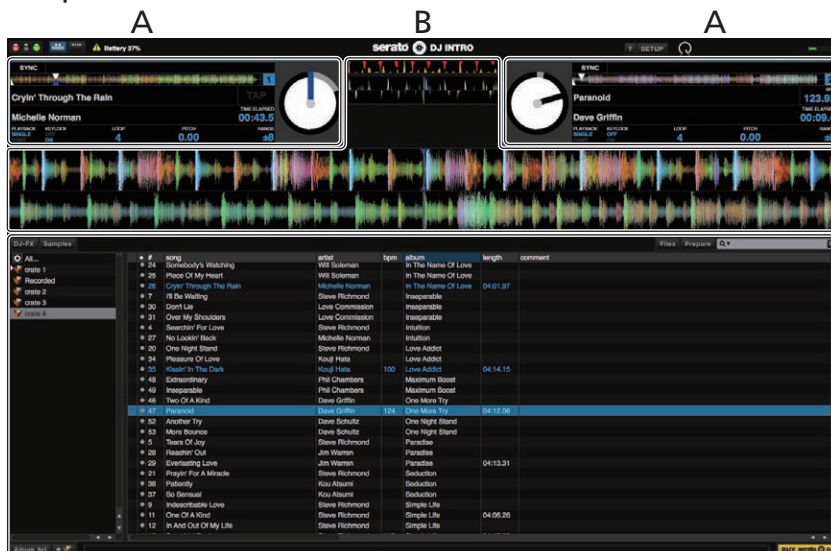 A B A
Battery 37% serato DJ INTRO ? SETUP
SYNC SYNC
1
Cryin' Through The Rain TAP Paranoid 123.9
TIME ELAPSED TIME ELAPSED
Michelle Norman 00:43.5 Dave Griffin 00:09.
PLAYBACK KEYLOCK LOOP PITCH RANGE PLAYBACK KEYLOCK LOOP PITCH RANGE
SINGLE OFF 4 0.00 ±8 SINGLE OFF 4 0.00 ±8
CONT. ON CONT. ON
DJ-FX Samples Files Prepare
All... # song artist bpm album length comment
crate 1
Recorded
crate 2
crate 3
crate 4
24 Somebody's Watching Will Soleman In The Name Of Love
25 Piece Of My Heart Will Soleman In The Name Of Love
26 Cryin' Through The Rain Michelle Norman In The Name Of Love 04:01.97
7 I'll Be Waiting Steve Richmond Inseparable
30 Don't Lie Love Commission Inseparable
31 Over My Shoulders Love Commission Inseparable
4 Searchin' For Love Steve Richmond Intuition
27 No Lookin' Back Michelle Norman Intuition
20 One Night Stand Steve Richmond Love Addict
34 Pleasure Of Love Kouji Hata Love Addict
35 Kissin' In The Dark Kouji Hata 100 Love Addict 04:14.15
48 Extraordinary Phil Chambers Maximum Boost
49 Inseparable Phil Chambers Maximum Boost
46 Two Of A Kind Dave Griffin One More Try
47 Paranoid Dave Griffin 124 One More Try 04:12.06
52 Another Try Dave Schultz One Night Stand
53 More Bounce Dave Schultz One Night Stand
5 Tears Of Joy Steve Richmond Paradise
28 Reachin' Out Jim Warren Paradise
29 Everlasting Love Jim Warren Paradise 04:13.31
21 Prayin' For A Miracle Steve Richmond Seduction
36 Patiently Kou Atsumi Seduction
37 So Sensual Kou Atsumi Seduction
9 Indescribable Love Steve Richmond Simple Life
11 One Of A Kind Steve Richmond Simple Life 04:06.26
12 In And Out Of My Life Steve Richmond Simple Life
Album Art BUY serato